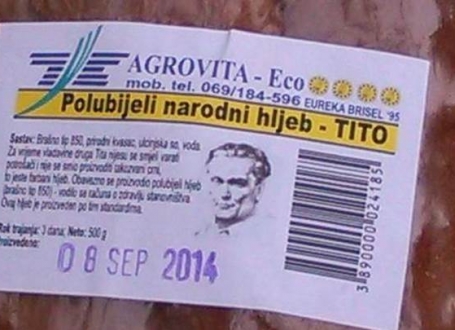 AGROVITA - Eco
mob. tel. 069/184-596 EUREKA BRISEL '95
Polubijeli narodni hljeb - TITO
Sastav: Brašno tip 850, prirodni kvasac, ulcinjska so, voda.
Za vrijeme vladavine druga Tita nijesu se smjeli varati
potrošači i nije se smio proizvoditi takozvani crni,
to jeste farbani hljeb. Obavezno se proizvodio polubijeli hljeb
(brašno tip 850) - vodilo se računa o zdravlju stanovništva
Ovaj hljeb je proizveden po tim standardima.
Rok trajanja: 3 dana; Neto: 500 g
Proizvedeno:
08 SEP 2014
3890000024185